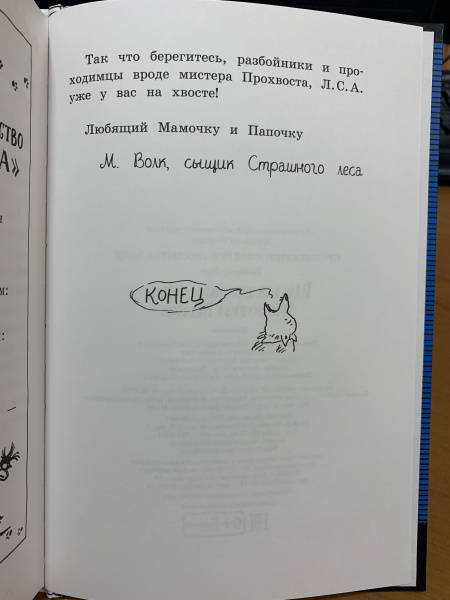 Так что берегитесь, разбойники и про-
ходимцы вроде мистера Прохвоста, Л.С.А.
уже у вас на хвосте!
Любящий Мамочку и Папочку
М. Волк, сыщик Страшного леса
КОНЕЦ
СТВО
А»
м:
: